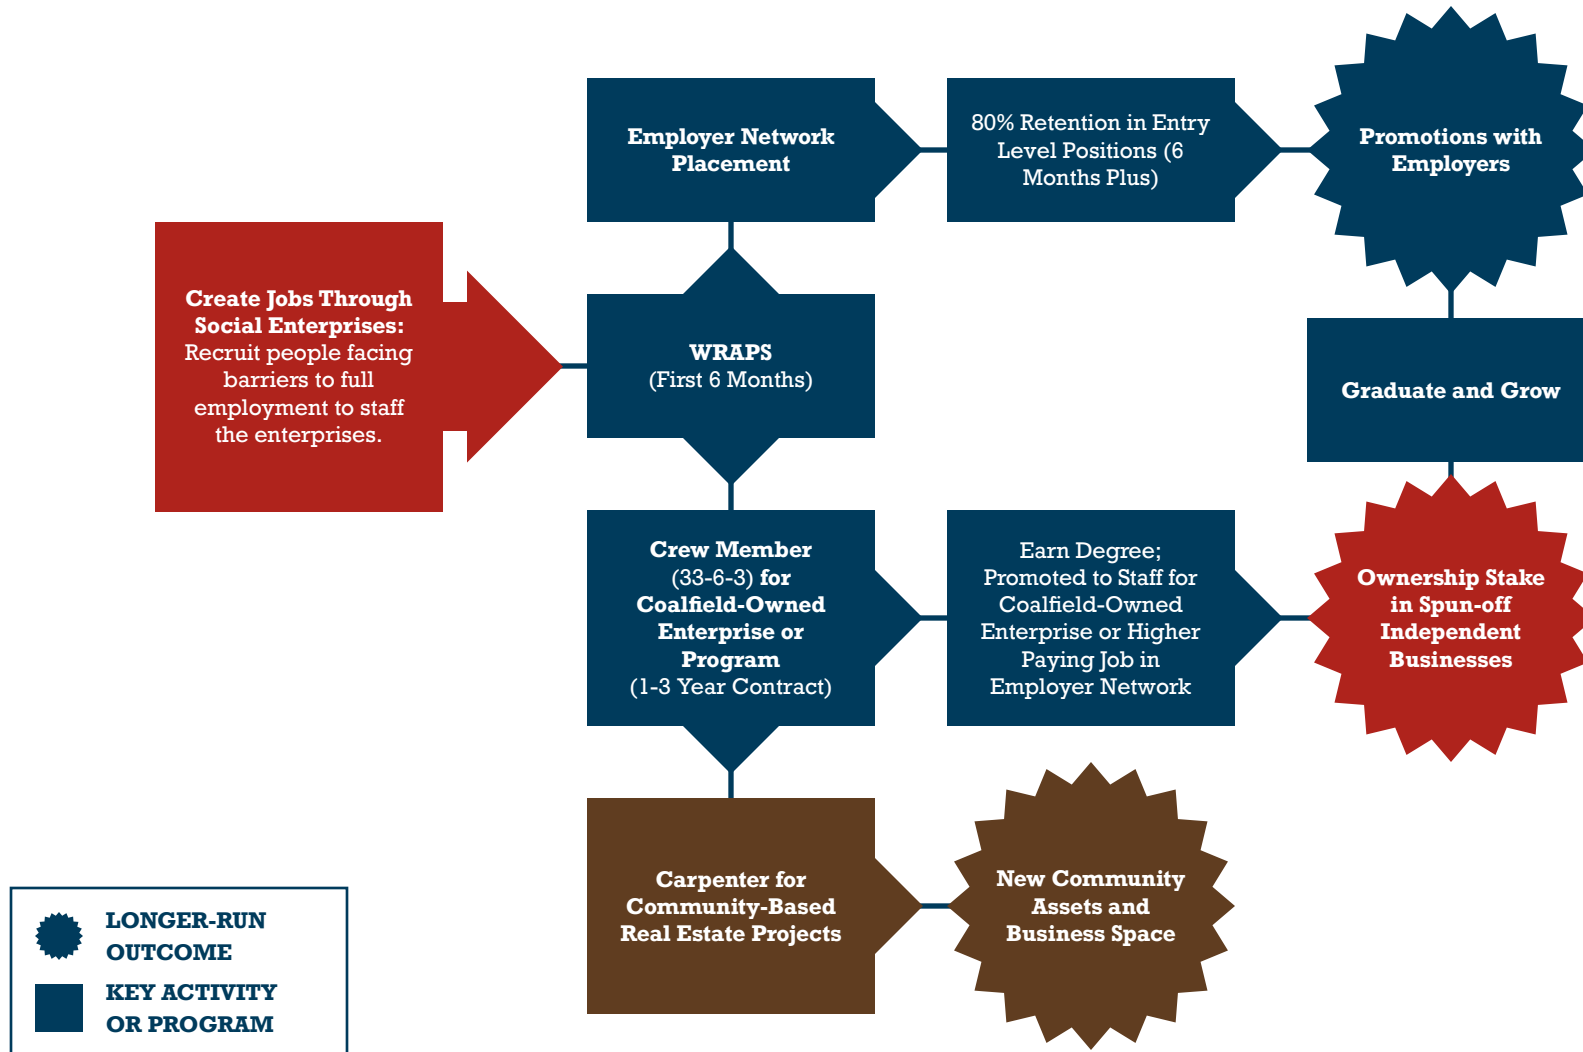 Employer Network
Placement
80% Retention in Entry
Level Positions (6
Months Plus)
Promotions with
Employers
Create Jobs Through
Social Enterprises:
Recruit people facing
barriers to full
employment to staff
the enterprises.
WRAPS
(First 6 Months)
Graduate and Grow
Crew Member
(33-6-3) for
Coalfield-Owned
Enterprise or
Program
(1-3 Year Contract)
Earn Degree;
Promoted to Staff for
Coalfield-Owned
Enterprise or Higher
Paying Job in
Employer Network
Ownership Stake
in Spun-off
Independent
Businesses
Carpenter for
Community-Based
Real Estate Projects
New Community
Assets and
Business Space
LONGER-RUN
OUTCOME
KEY ACTIVITY
OR PROGRAM